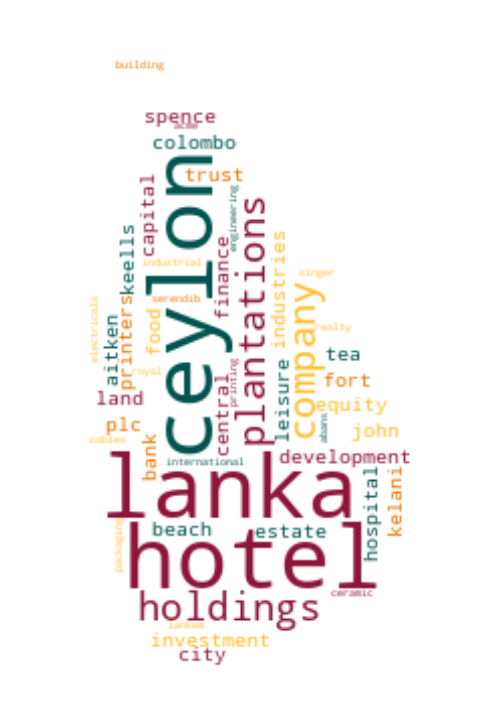 building
spence
acme
colombo
trust
ceylon
capital
engineering
plantations
keells
finance
industries
industrial
singer
serendib
company
printers
food
electricals
realty
aitken
tea
royal
printing
central
leisure
fort
land
equity
abans
plc
john
cables
bank
international
development
lanka
hospital
kelani
packaging
beach
estate
hotel
ceramic
holdings
lankem
investment
city